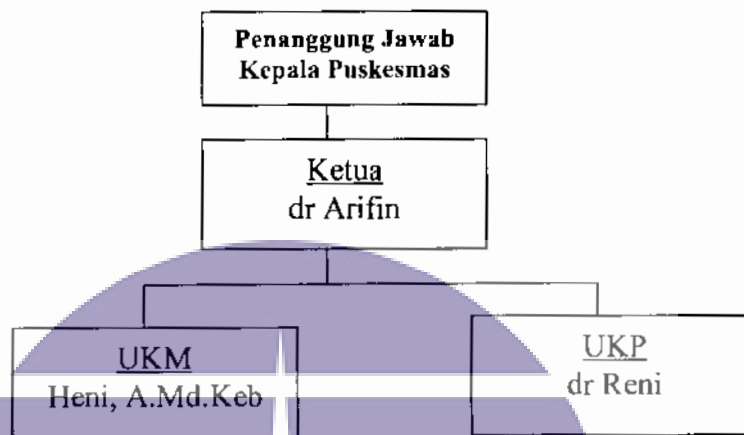 Penanggung Jawab
Kepala Puskesmas
Ketua
dr Arifin
UKM
Heni, A.Md.Keb
UKP
dr Reni